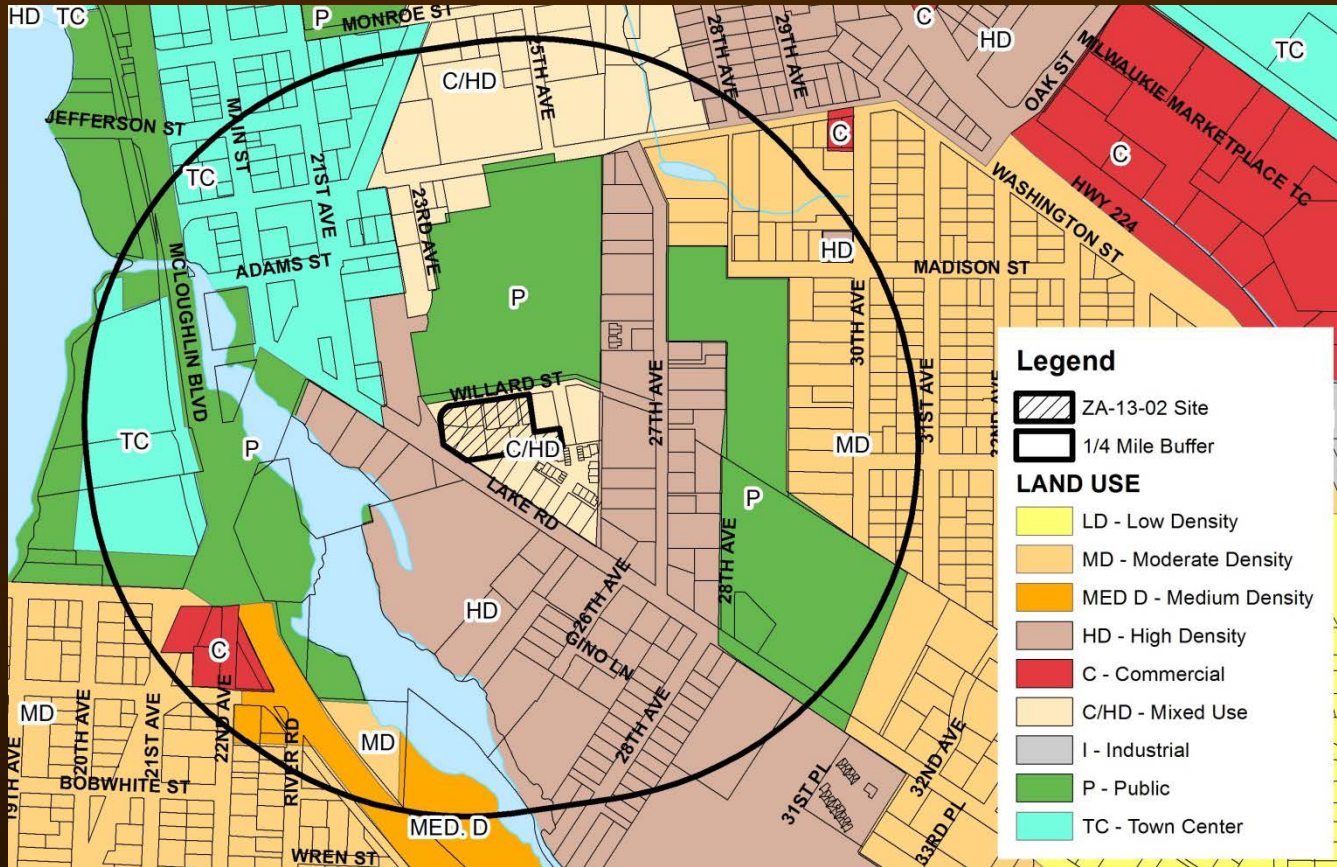 HD
TC
P
MONROE ST
C/HD
25TH AVE
28TH AVE
29TH AVE
C
HD
OAK ST
TC
MILWAUKIE MARKETPLACE TC
C
HWY 224
WASHINGTON ST
JEFFERSON ST
MAIN ST
TC
21ST AVE
23RD AVE
C
ADAMS ST
P
HD
MADISON ST
MCLOUGHLIN BLVD
30TH AVE
31ST AVE
32ND AVE
27TH AVE
WILLARD ST
TC
P
C/HD
MD
LAKE RD
P
28TH AVE
HD
26TH AVE
GINO LN
28TH AVE
C
MD
19TH AVE
20TH AVE
21ST AVE
22ND AVE
RIVER RD
MD
BOBWHITE ST
MED. D
WREN ST
31ST PL
32ND AVE
33RD PL
Legend
ZA-13-02 Site
1/4 Mile Buffer
LAND USE
LD - Low Density
MD - Moderate Density
MED D - Medium Density
HD - High Density
C - Commercial
C/HD - Mixed Use
I - Industrial
P - Public
TC - Town Center